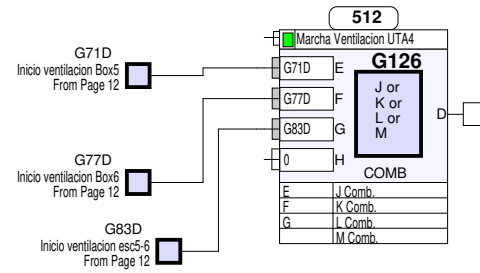 512
Marcha Ventilacion UTA4
G71D
Inicio ventilacion Box5
From Page 12
G71D E
G126
J or
K or
L or
M
G77D F
G83D G
D
0 H
COMB
G77D
Inicio ventilacion Box6
From Page 12
E J Comb.
F K Comb.
G L Comb.
M Comb.
G83D
Inicio ventilacion esc5-6
From Page 12